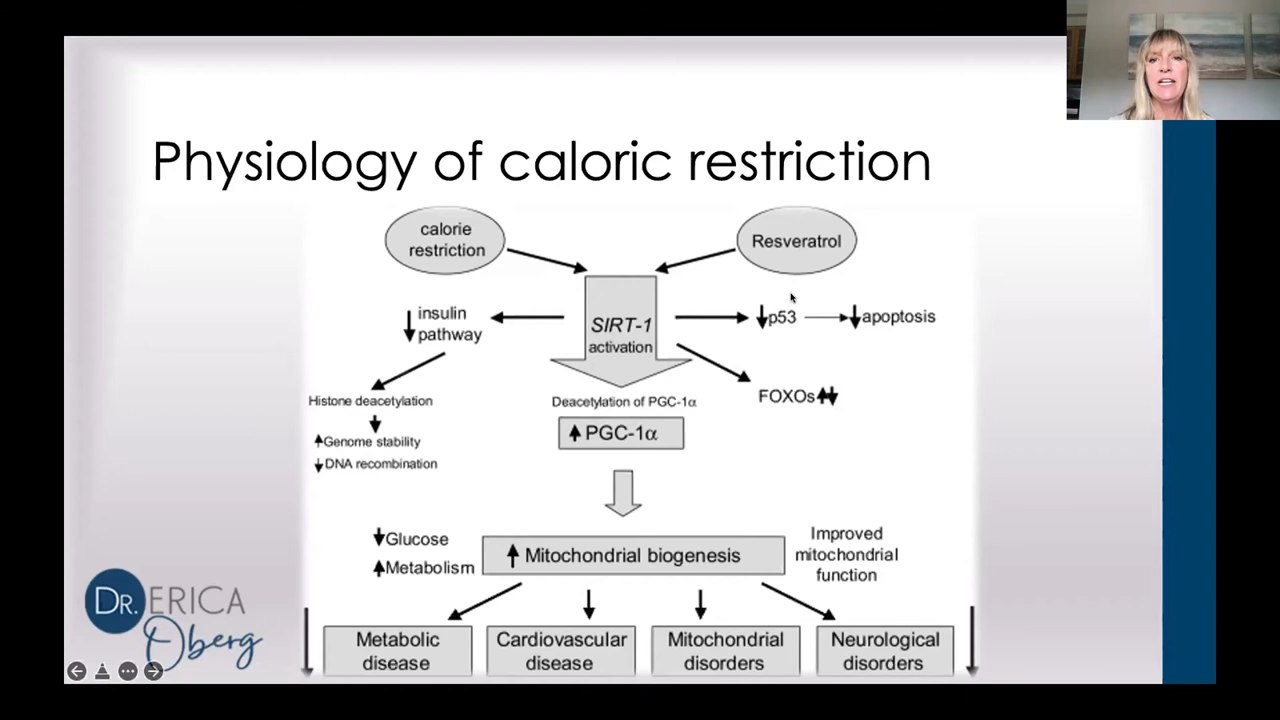 Physiology of caloric restriction
calorie
restriction
Resveratrol
SIRT-1
activation
↓ insulin
pathway
↓p53 → ↓apoptosis
FOXOs↑↓
Histone deacetylation
↑Genome stability
↓DNA recombination
Deacetylation of PGC-1α
↑ PGC-1α
↓Glucose
↑Metabolism
↑ Mitochondrial biogenesis
Improved
mitochondrial
function
Metabolic
disease
Cardiovascular
disease
Mitochondrial
disorders
Neurological
disorders
DR. ERICA
Oberg